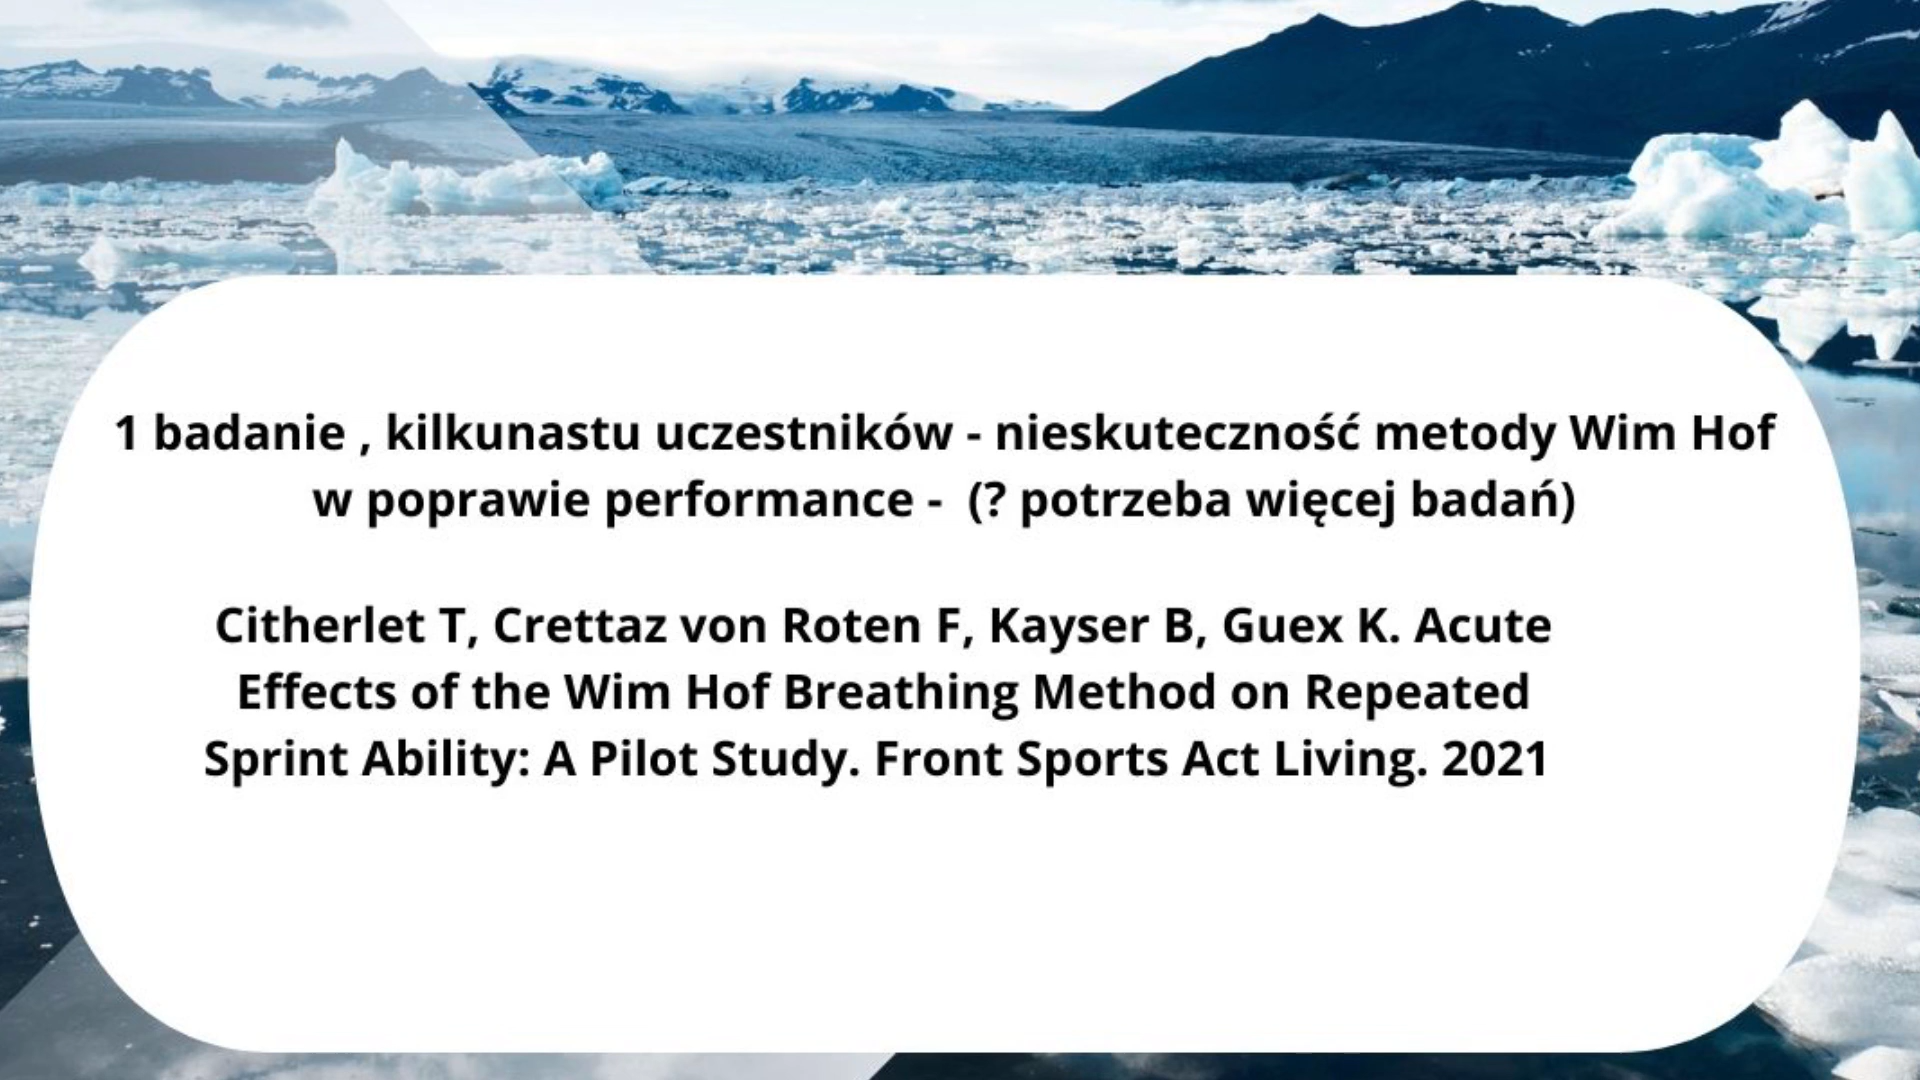 1 badanie , kilkunastu uczestników - nieskuteczność metody Wim Hof
w poprawie performance - (? potrzeba więcej badań)
Citherlet T, Crettaz von Roten F, Kayser B, Guex K. Acute
Effects of the Wim Hof Breathing Method on Repeated
Sprint Ability: A Pilot Study. Front Sports Act Living. 2021